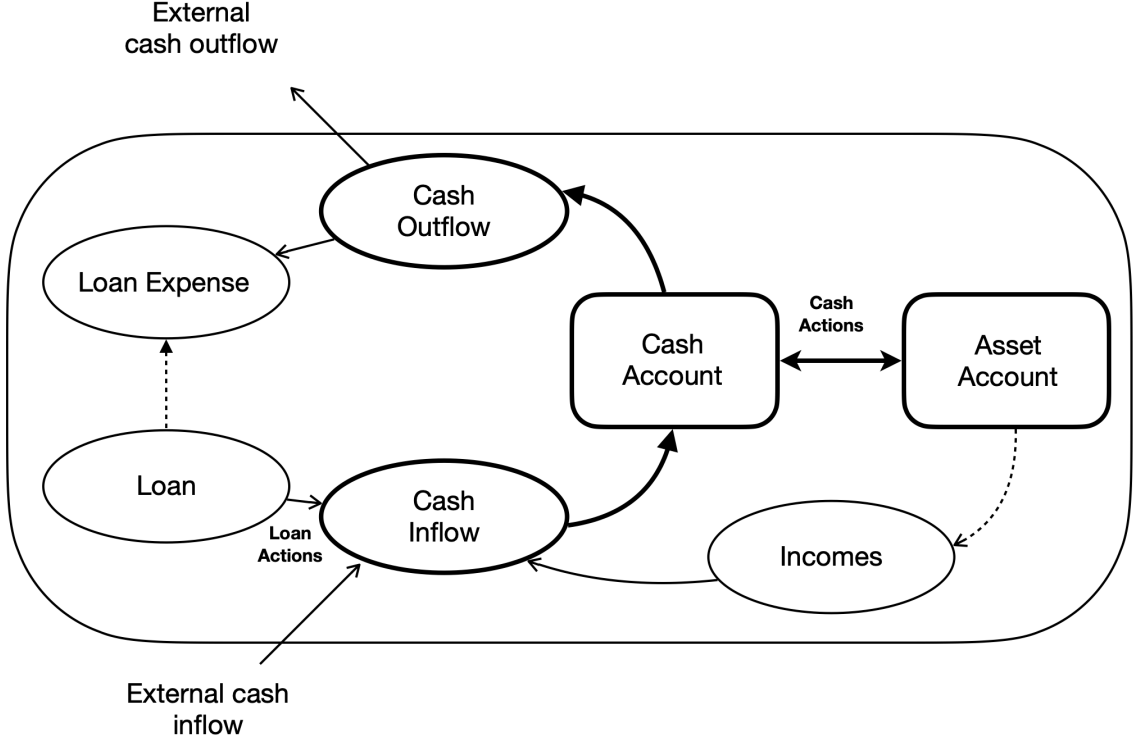 External
cash outflow
Cash
Outflow
Loan Expense
Cash
Actions
Cash
Account
Asset
Account
Loan
Cash
Inflow
Loan
Actions
Incomes
External cash
inflow